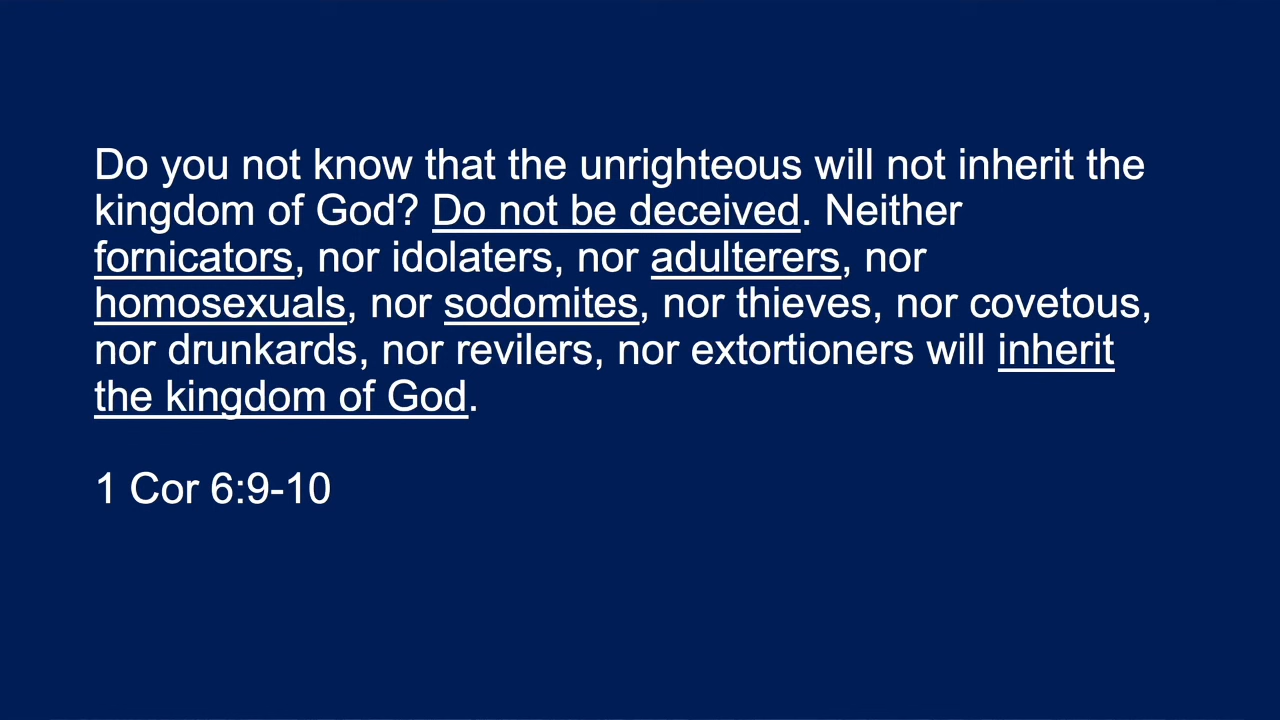 Do you not know that the unrighteous will not inherit the
kingdom of God? Do not be deceived. Neither
fornicators, nor idolaters, nor adulterers, nor
homosexuals, nor sodomites, nor thieves, nor covetous,
nor drunkards, nor revilers, nor extortioners will inherit
the kingdom of God.
1 Cor 6:9-10